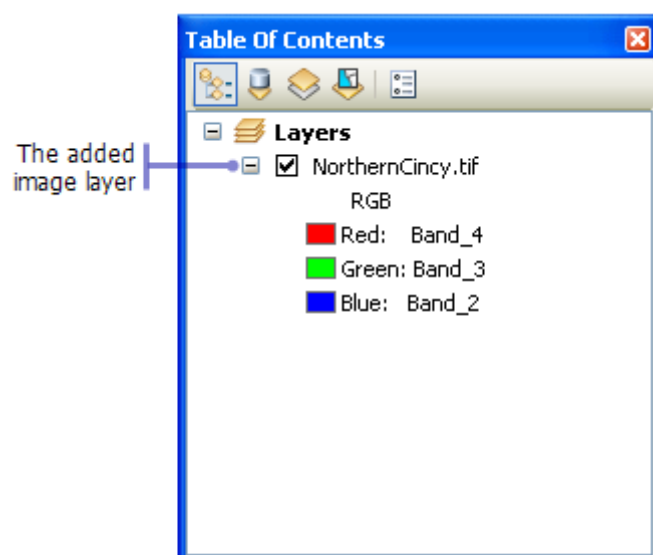 Table Of Contents
Layers
The added
image layer
NorthernCincy.tif
RGB
Red: Band_4
Green: Band_3
Blue: Band_2